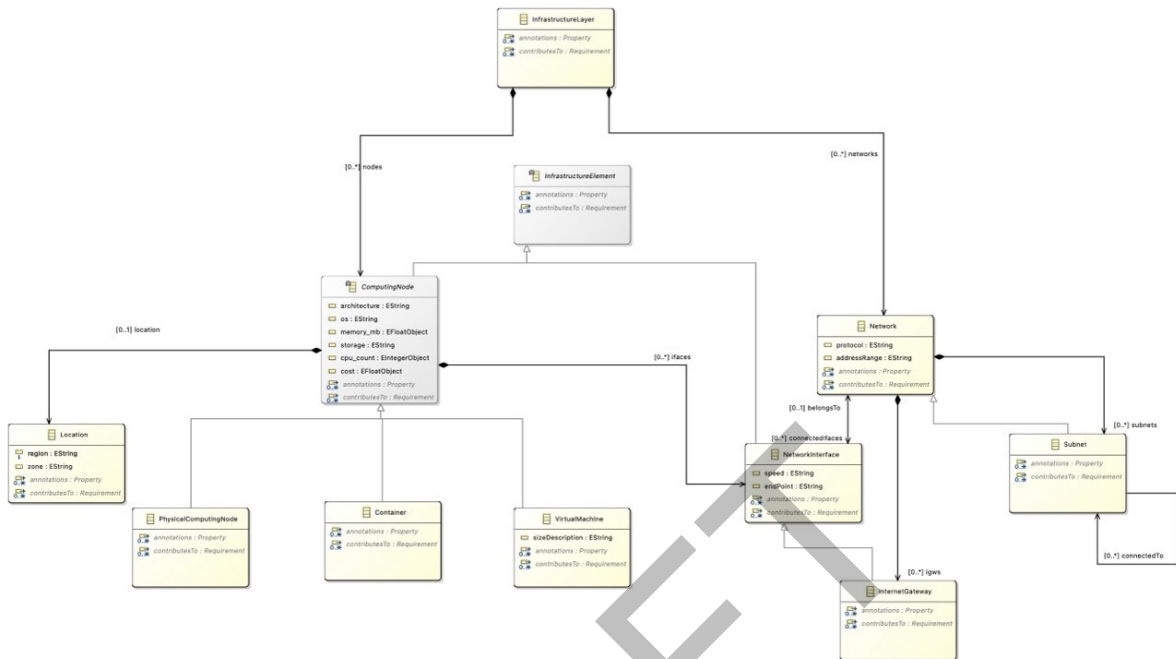 InfrastructureLayer
annotations : Property
contributesTo : Requirement
[0..*] nodes
[0..*] networks
InfrastructureElement
annotations : Property
contributesTo : Requirement
ComputingNode
architecture : EString
os : EString
memory_mb : EFloatObject
storage : EString
cpu_count : EIntegerObject
cost : EFloatObject
annotations : Property
contributesTo : Requirement
[0..1] location
[0..*] ifaces
Network
protocol : EString
addressRange : EString
annotations : Property
contributesTo : Requirement
[0..1] belongsTo
[0..*] connectedIfaces
[0..*] subnets
Location
region : EString
zone : EString
annotations : Property
contributesTo : Requirement
NetworkInterface
speed : EString
endPoint : EString
annotations : Property
contributesTo : Requirement
Subnet
annotations : Property
contributesTo : Requirement
PhysicalComputingNode
annotations : Property
contributesTo : Requirement
Container
annotations : Property
contributesTo : Requirement
VirtualMachine
sizeDescription : EString
annotations : Property
contributesTo : Requirement
[0..*] connectedTo
[0..*] igws
InternetGateway
annotations : Property
contributesTo : Requirement